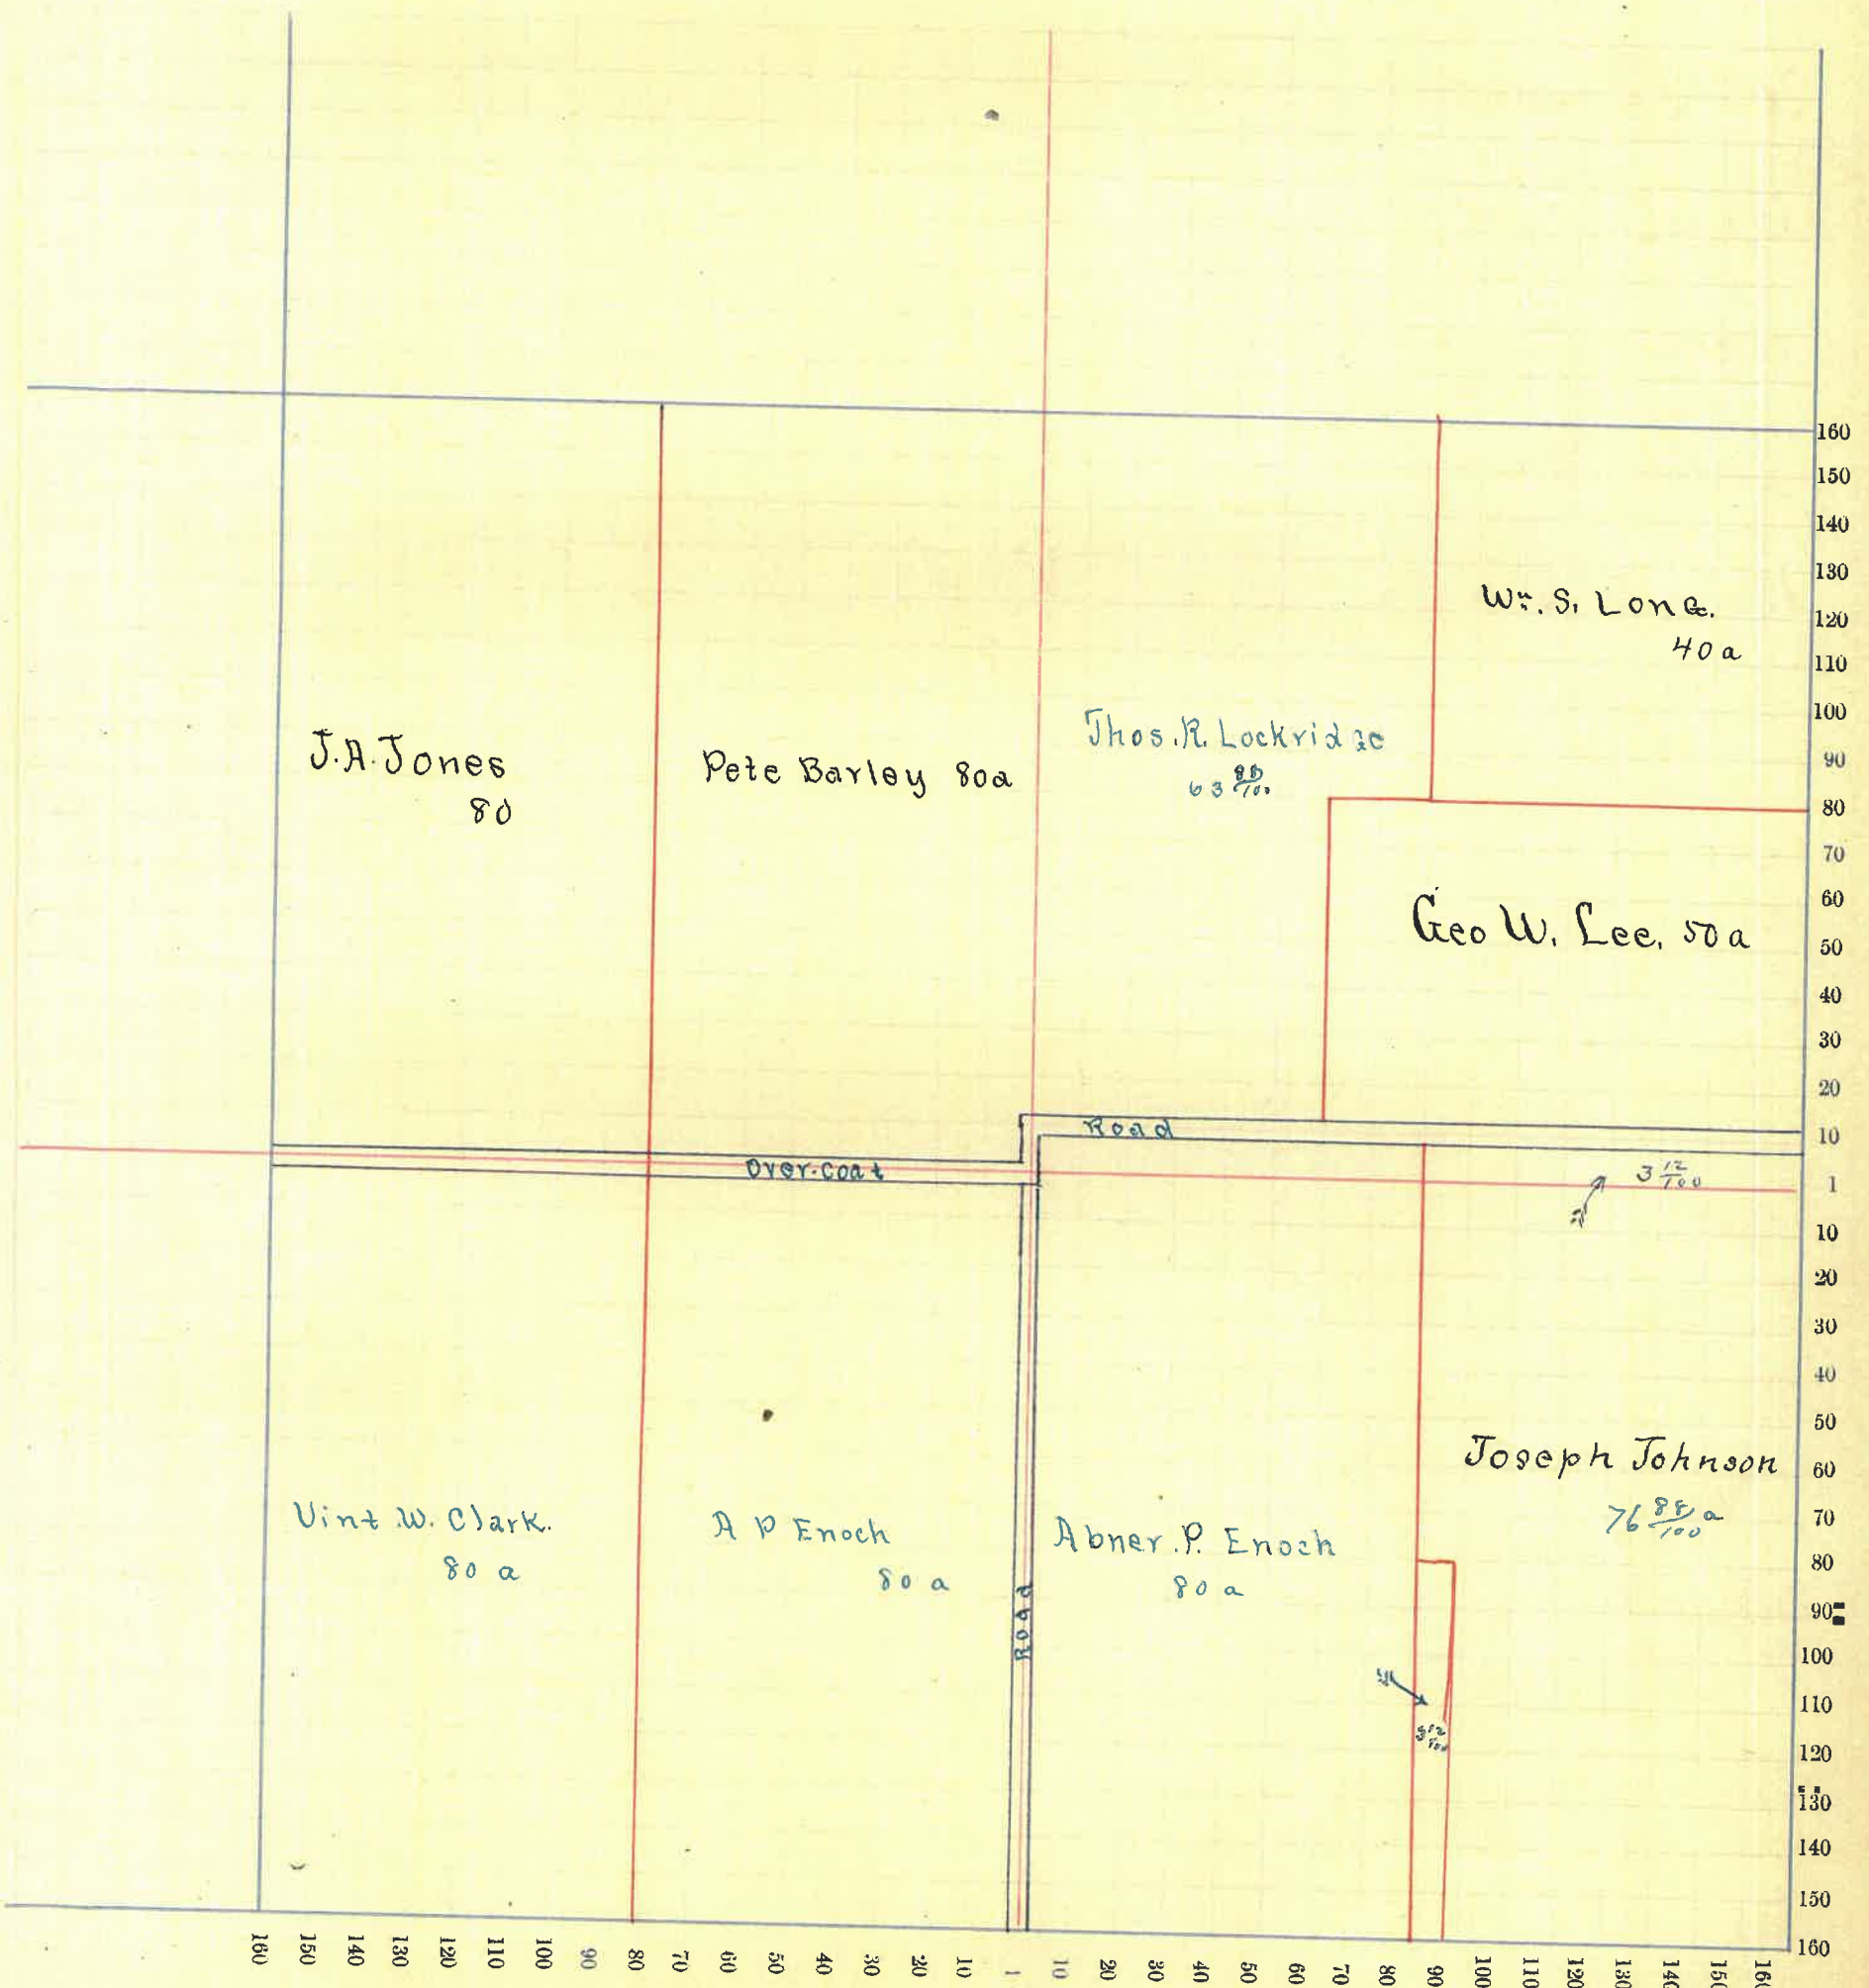 Wm. S. Long.
40 a
Thos. R. Lockridge
63 88/100
J. A. Jones
80
Pete Barley 80a
Geo W. Lee. 50 a
Road
Over-coat
3 12/100
Joseph Johnson
76 88/100 a
Vint W. Clark.
80 a
A P Enoch
80 a
Abner. P. Enoch
80 a
Road
3 12/100
160
150
140
130
120
110
100
90
80
70
60
50
40
30
20
10
1
10
20
30
40
50
60
70
80
90
100
110
120
130
140
150
160
160 150 140 130 120 110 100 90 80 70 60 50 40 30 20 10 1 10 20 30 40 50 60 70 80 90 100 110 120 130 140 150 160